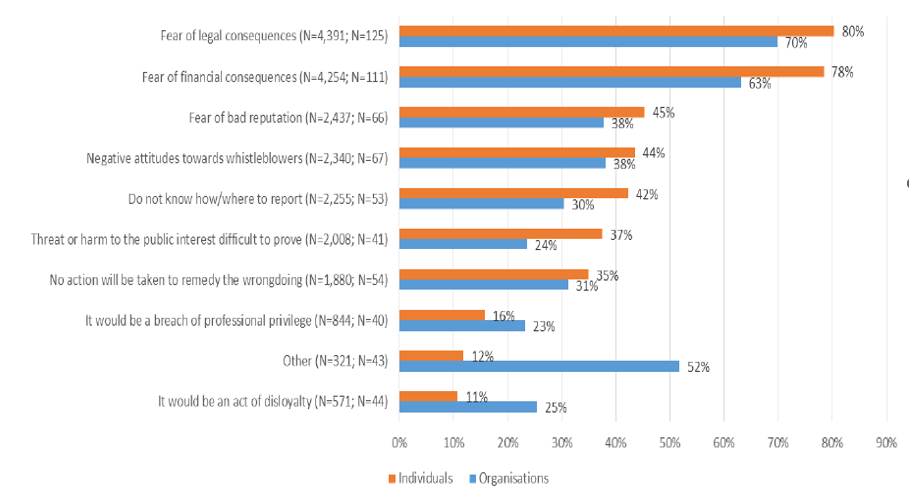 Fear of legal consequences (N=4,391; N=125) 80%
70%
Fear of financial consequences (N=4,254; N=111) 78%
63%
Fear of bad reputation (N=2,437; N=66) 45%
38%
Negative attitudes towards whistleblowers (N=2,340; N=67) 44%
38%
Do not know how/where to report (N=2,255; N=53) 42%
30%
Threat or harm to the public interest difficult to prove (N=2,008; N=41) 37%
24%
No action will be taken to remedy the wrongdoing (N=1,880; N=54) 35%
31%
It would be a breach of professional privilege (N=844; N=40) 16%
23%
Other (N=321; N=43) 12%
52%
It would be an act of disloyalty (N=571; N=44) 11%
25%
0% 10% 20% 30% 40% 50% 60% 70% 80% 90%
Individuals Organisations